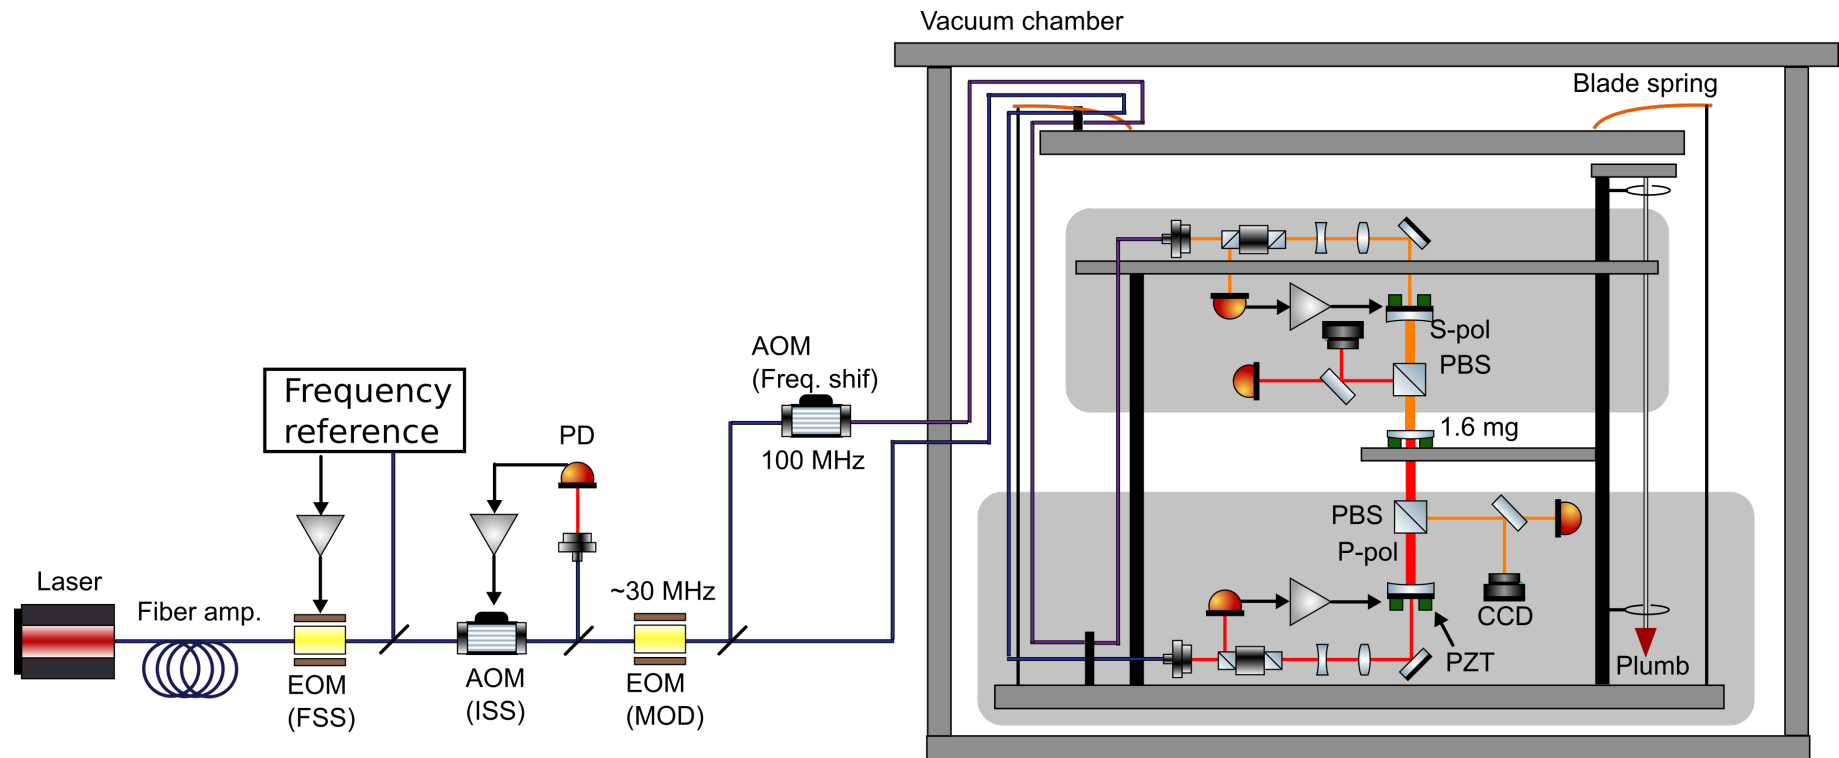 Vacuum chamber
Blade spring
S-pol
PBS
AOM
(Freq. shif)
100 MHz
1.6 mg
Frequency
reference
PD
PBS
P-pol
CCD
PZT
Plumb
Laser
Fiber amp.
~30 MHz
EOM
(FSS)
AOM
(ISS)
EOM
(MOD)